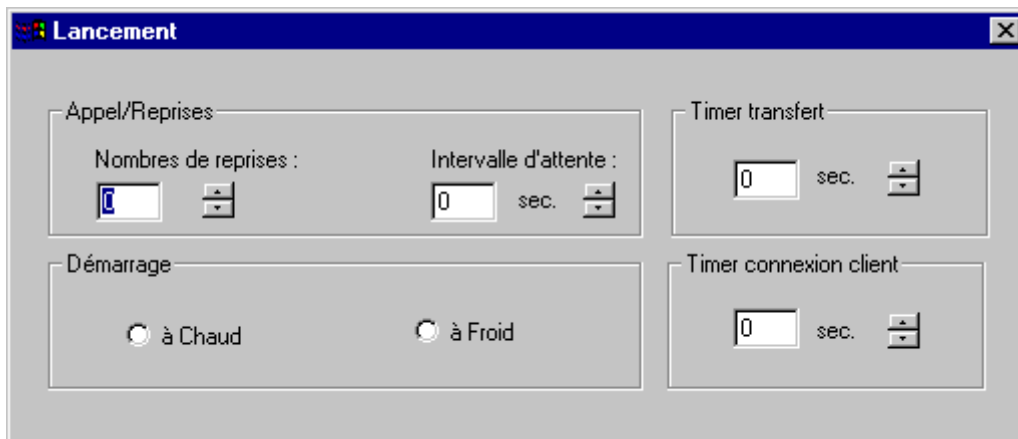 Lancement
Appel/Reprises
Nombres de reprises :
0
Intervalle d'attente :
0 sec.
Timer transfert
0 sec.
Démarrage
à Chaud
à Froid
Timer connexion client
0 sec.